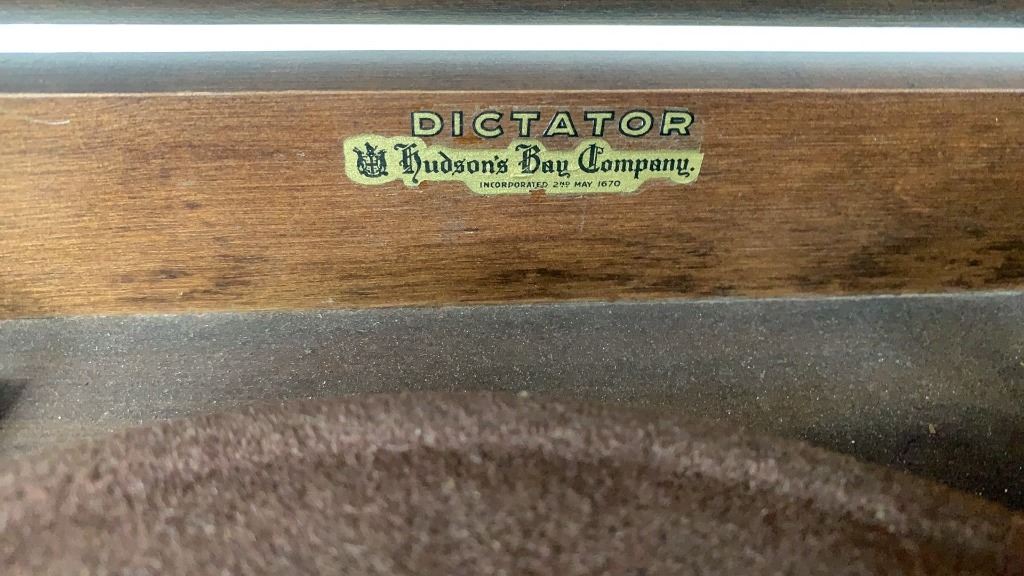 DICTATOR
Hudson's Bay Company.
INCORPORATED 2ND MAY 1670